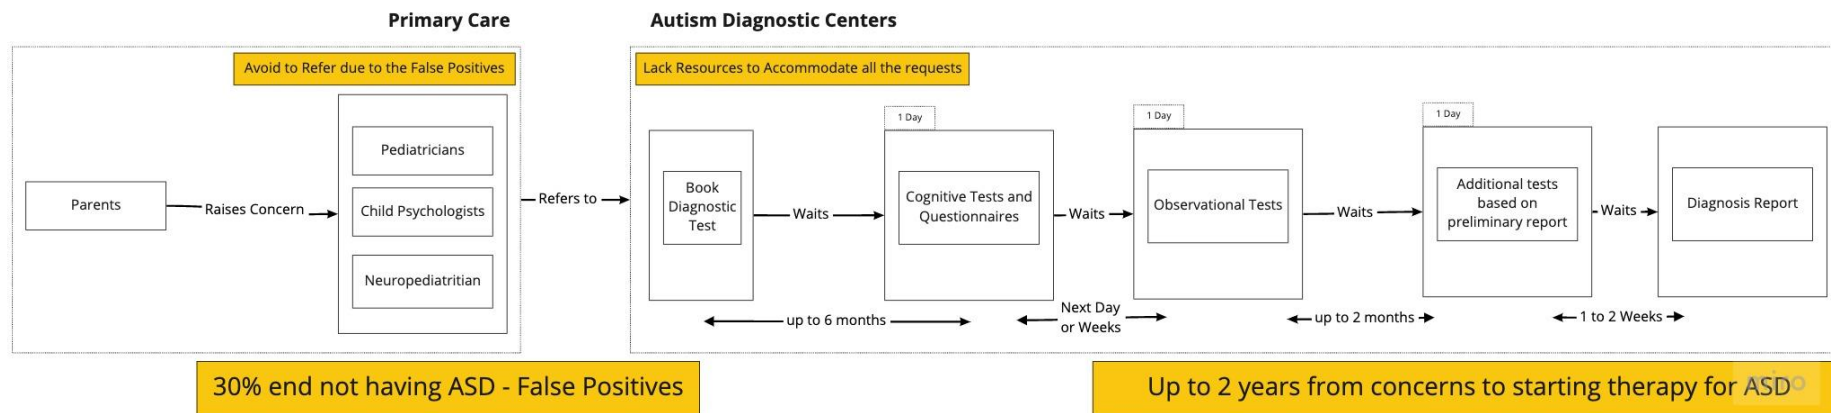 Primary Care
Autism Diagnostic Centers
Avoid to Refer due to the False Positives
Lack Resources to Accommodate all the requests
Parents
Raises Concern
Pediatricians
Child Psychologists
Neuropediatritian
Refers to
Book
Diagnostic
Test
Waits
1 Day
Cognitive Tests and
Questionnaires
Waits
1 Day
Observational Tests
Waits
1 Day
Additional tests
based on
preliminary report
Waits
Diagnosis Report
up to 6 months
Next Day
or Weeks
up to 2 months
1 to 2 Weeks
30% end not having ASD - False Positives
Up to 2 years from concerns to starting therapy for ASD
miro